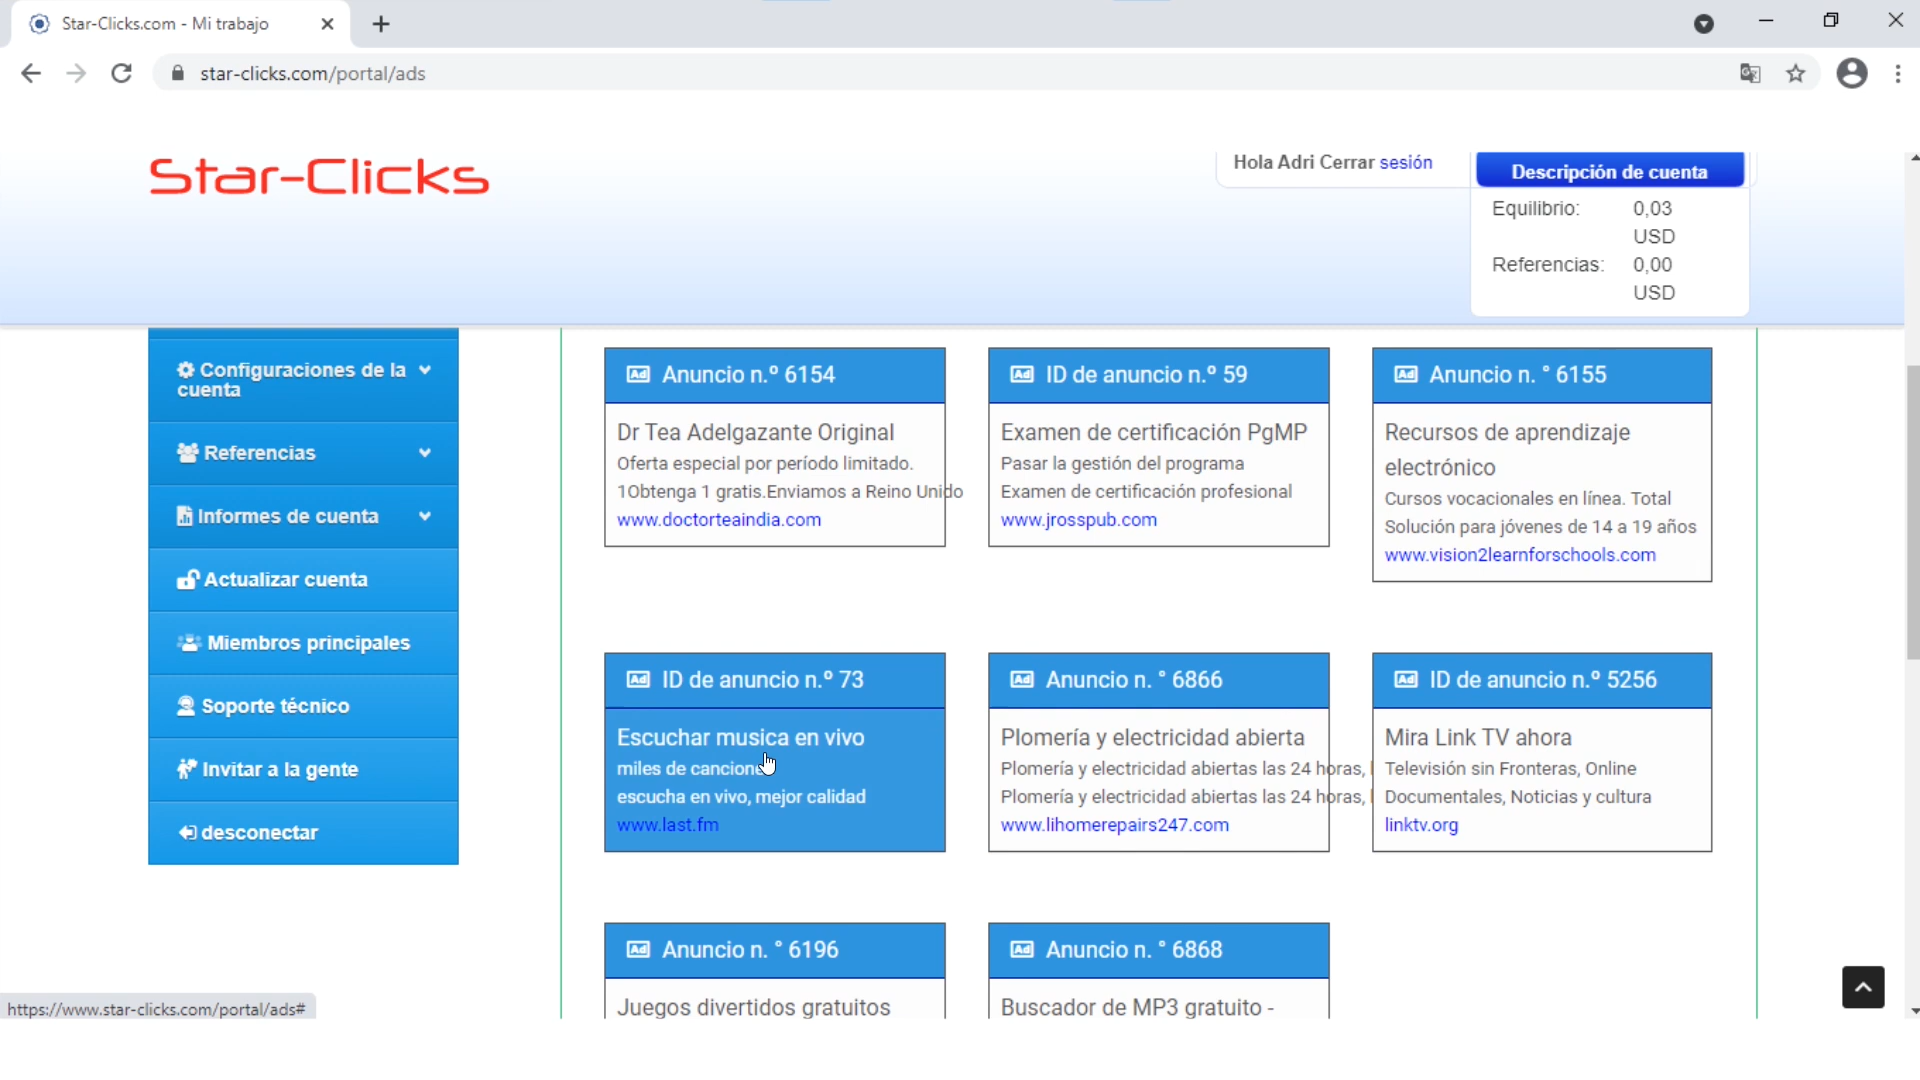 Star-Clicks.com - Mi trabajo
star-clicks.com/portal/ads
Star-Clicks
Hola Adri Cerrar sesión
Descripción de cuenta
Equilibrio: 0,03
USD
Referencias: 0,00
USD
Configuraciones de la
cuenta
Referencias
Informes de cuenta
Actualizar cuenta
Miembros principales
Soporte técnico
Invitar a la gente
desconectar
Ad Anuncio n.º 6154
Dr Tea Adelgazante Original
Oferta especial por período limitado.
1Obtenga 1 gratis.Enviamos a Reino Unido
www.doctorteaindia.com
Ad ID de anuncio n.º 59
Examen de certificación PgMP
Pasar la gestión del programa
Examen de certificación profesional
www.jrosspub.com
Ad Anuncio n. ° 6155
Recursos de aprendizaje
electrónico
Cursos vocacionales en línea. Total
Solución para jóvenes de 14 a 19 años
www.vision2learnforschools.com
Ad ID de anuncio n.º 73
Escuchar musica en vivo
miles de cancione
escucha en vivo, mejor calidad
www.last.fm
Ad Anuncio n. ° 6866
Plomería y electricidad abierta
Plomería y electricidad abiertas las 24 horas, l
Plomería y electricidad abiertas las 24 horas, l
www.lihomerepairs247.com
Ad ID de anuncio n.º 5256
Mira Link TV ahora
Televisión sin Fronteras, Online
Documentales, Noticias y cultura
linktv.org
Ad Anuncio n. ° 6196
Juegos divertidos gratuitos
Ad Anuncio n. ° 6868
Buscador de MP3 gratuito -
https://www.star-clicks.com/portal/ads#